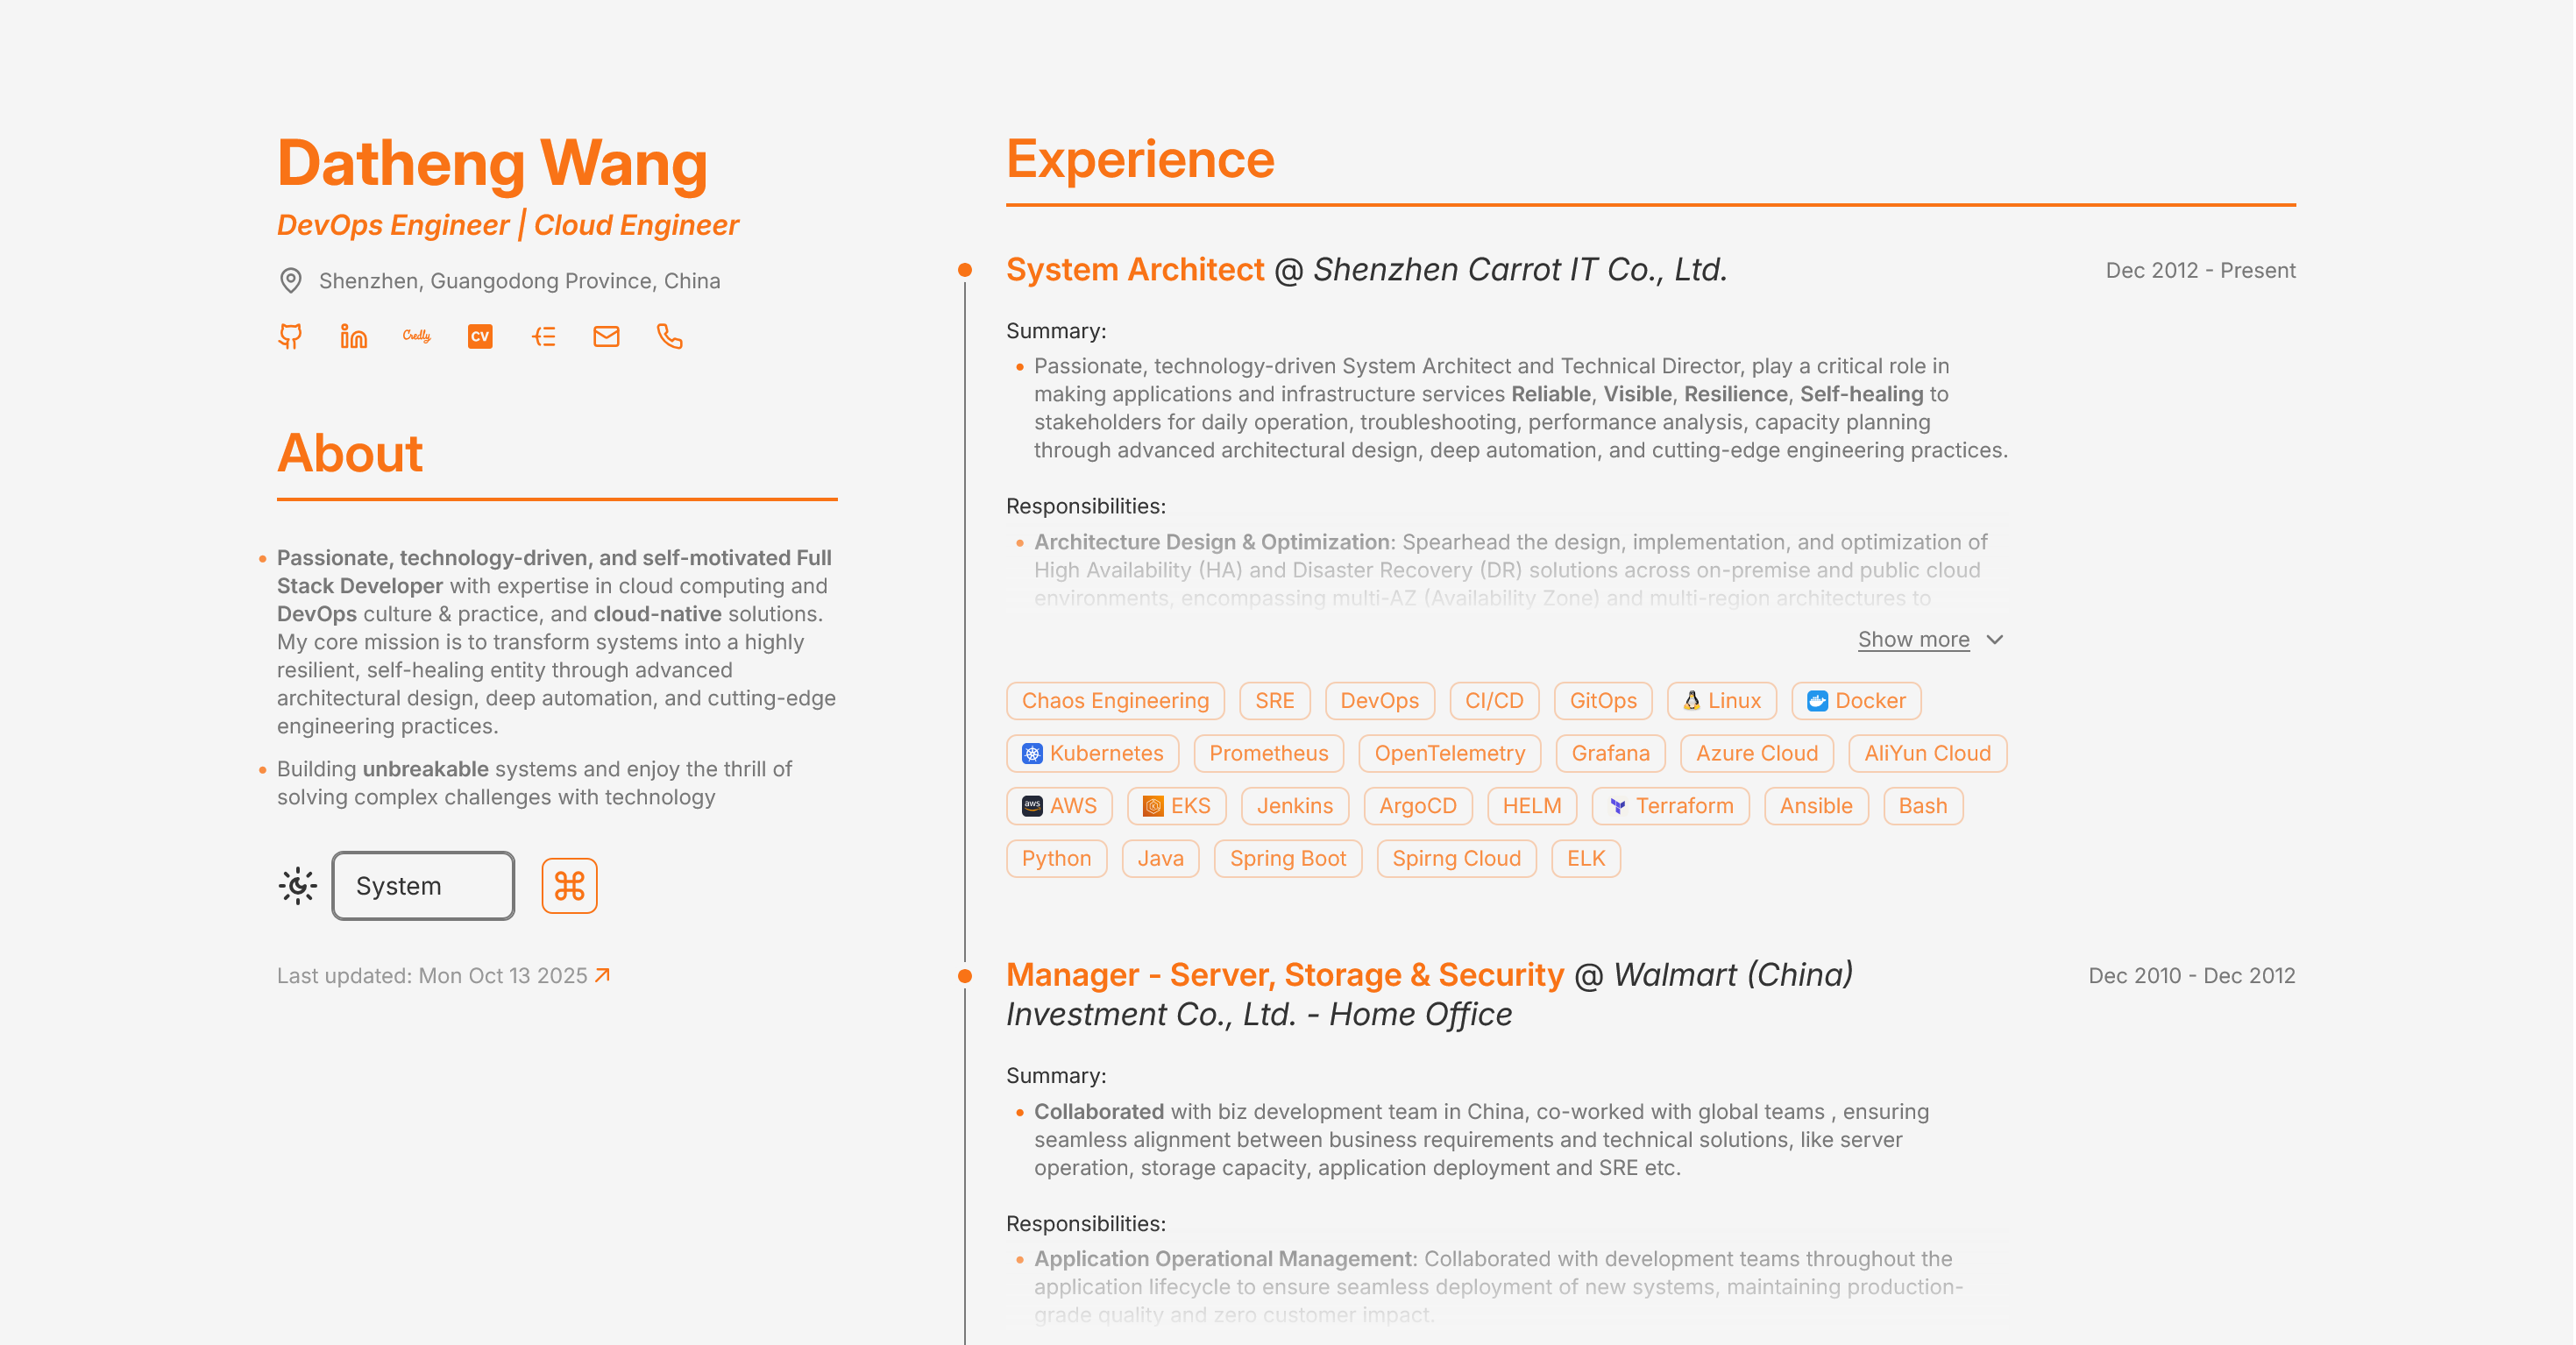 Datheng Wang
DevOps Engineer | Cloud Engineer
Shenzhen, Guangodong Province, China
Credly
CV
About
Passionate, technology-driven, and self-motivated Full
Stack Developer with expertise in cloud computing and
DevOps culture & practice, and cloud-native solutions.
My core mission is to transform systems into a highly
resilient, self-healing entity through advanced
architectural design, deep automation, and cutting-edge
engineering practices.
Building unbreakable systems and enjoy the thrill of
solving complex challenges with technology
System
Last updated: Mon Oct 13 2025
Experience
System Architect @ Shenzhen Carrot IT Co., Ltd.
Dec 2012 - Present
Summary:
Passionate, technology-driven System Architect and Technical Director, play a critical role in
making applications and infrastructure services Reliable, Visible, Resilience, Self-healing to
stakeholders for daily operation, troubleshooting, performance analysis, capacity planning
through advanced architectural design, deep automation, and cutting-edge engineering practices.
Responsibilities:
Architecture Design & Optimization: Spearhead the design, implementation, and optimization of
High Availability (HA) and Disaster Recovery (DR) solutions across on-premise and public cloud
environments, encompassing multi-AZ (Availability Zone) and multi-region architectures to
Show more
Chaos Engineering SRE DevOps CI/CD GitOps Linux Docker
Kubernetes Prometheus OpenTelemetry Grafana Azure Cloud AliYun Cloud
aws AWS EKS Jenkins ArgoCD HELM Terraform Ansible Bash
Python Java Spring Boot Spirng Cloud ELK
Manager - Server, Storage & Security @ Walmart (China)
Investment Co., Ltd. - Home Office
Dec 2010 - Dec 2012
Summary:
Collaborated with biz development team in China, co-worked with global teams , ensuring
seamless alignment between business requirements and technical solutions, like server
operation, storage capacity, application deployment and SRE etc.
Responsibilities:
Application Operational Management: Collaborated with development teams throughout the
application lifecycle to ensure seamless deployment of new systems, maintaining production-
grade quality and zero customer impact.